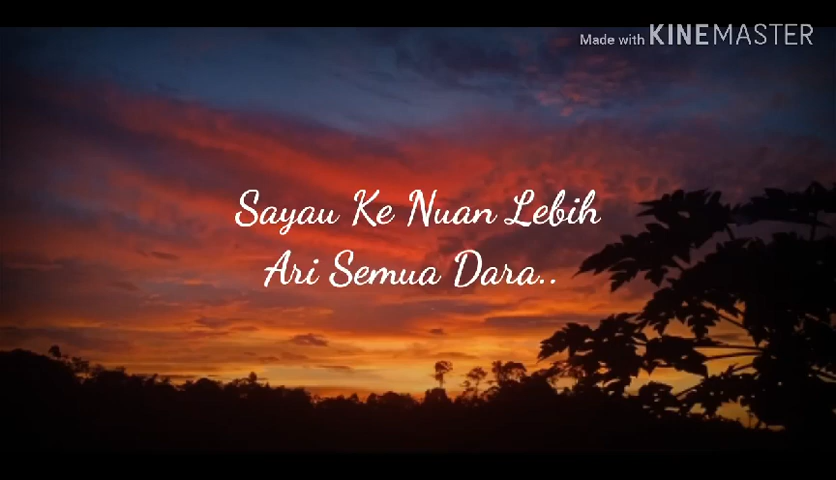 Made with KINEMASTER
Sayau Ke Nuan Lebih
Ari Semua Dara..